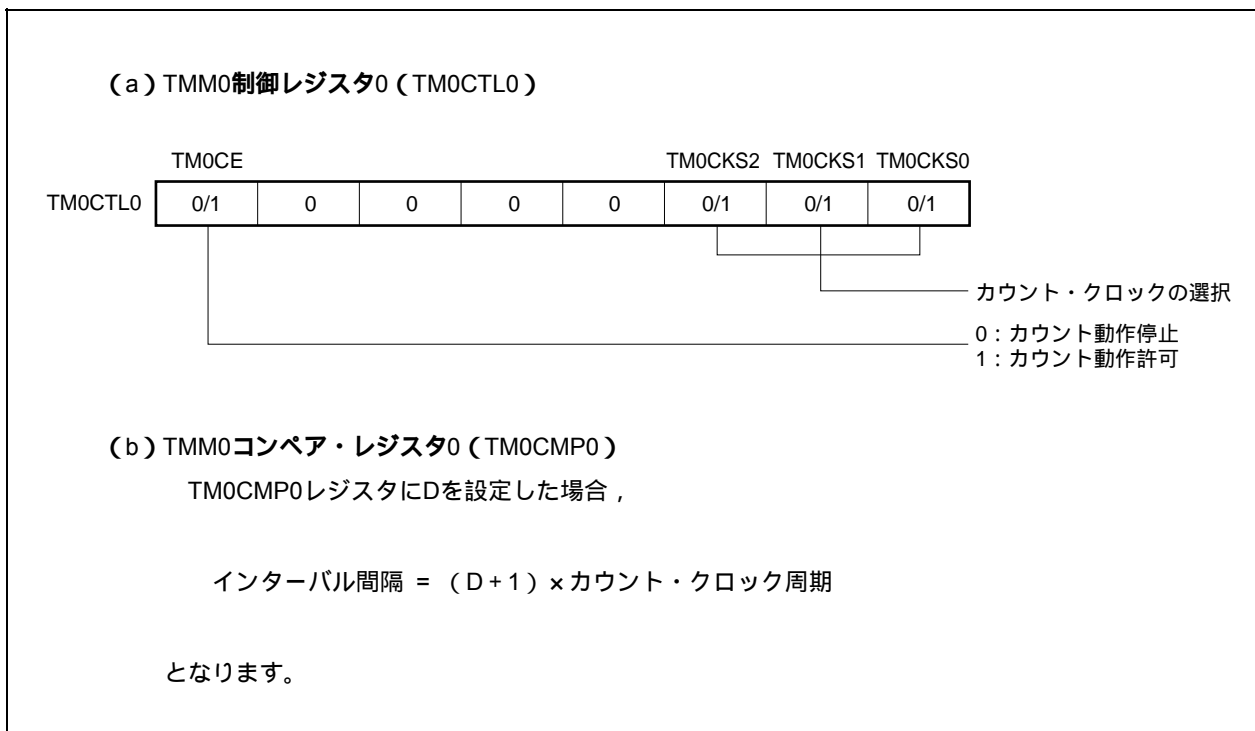 （a）TMM0制御レジスタ0（TM0CTL0）
TM0CE TM0CKS2 TM0CKS1 TM0CKS0
TM0CTL0 0/1 0 0 0 0 0/1 0/1 0/1
カウント・クロックの選択
0：カウント動作停止
1：カウント動作許可
（b）TMM0コンペア・レジスタ0（TM0CMP0）
TM0CMP0レジスタにDを設定した場合，
インターバル間隔 = （D+1）×カウント・クロック周期
となります。